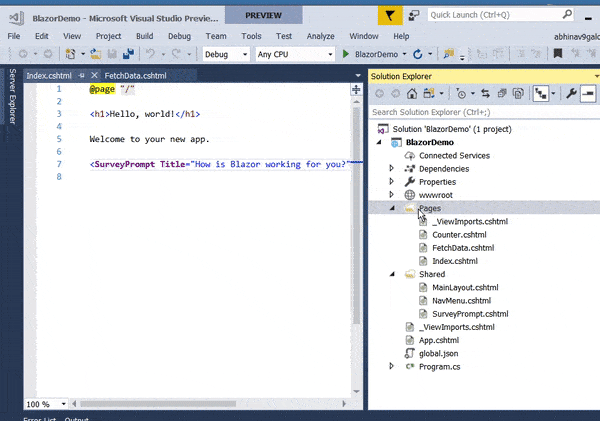 BlazorDemo - Microsoft Visual Studio Preview...
PREVIEW
Quick Launch (Ctrl+Q)
File Edit View Project Build Debug Team Tools Test Analyze Window Help
Debug Any CPU BlazorDemo
Server Explorer
Index.cshtml FetchData.cshtml
1 @page "/"
2
3 <h1>Hello, world!</h1>
4
5 Welcome to your new app.
6
7 <SurveyPrompt Title="How is Blazor working for you?"
8
100 %
Solution Explorer
Search Solution Explorer (Ctrl+;)
Solution 'BlazorDemo' (1 project)
BlazorDemo
Connected Services
Dependencies
Properties
wwwroot
Pages
_ViewImports.cshtml
Counter.cshtml
FetchData.cshtml
Index.cshtml
Shared
MainLayout.cshtml
NavMenu.cshtml
SurveyPrompt.cshtml
_ViewImports.cshtml
App.cshtml
global.json
C# Program.cs
Error List Output